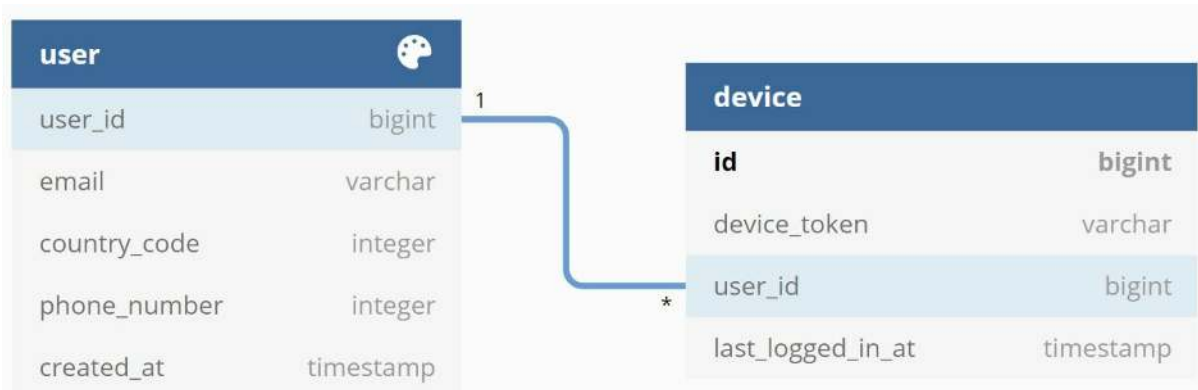 user
user_id bigint
email varchar
country_code integer
phone_number integer
created_at timestamp
1
*
device
id bigint
device_token varchar
user_id bigint
last_logged_in_at timestamp